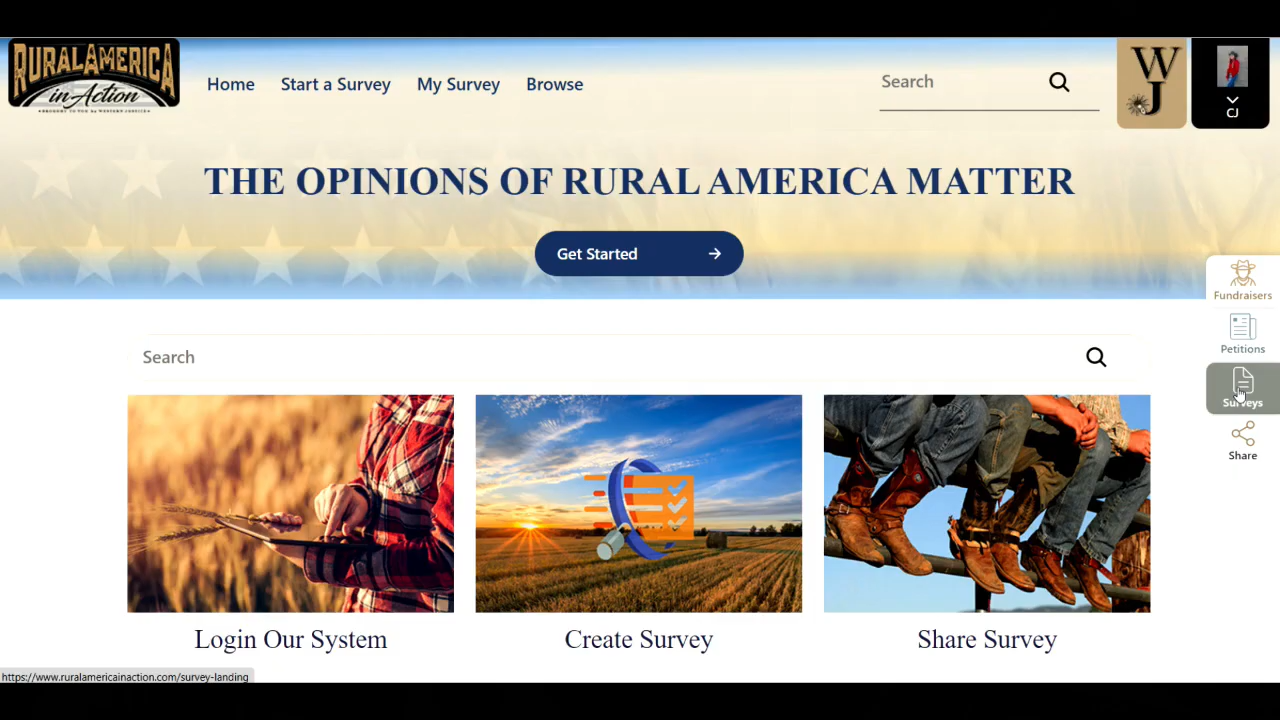 RURAL AMERICA
in Action
Home
Start a Survey
My Survey
Browse
Search
WJ
CJ
THE OPINIONS OF RURAL AMERICA MATTER
Get Started
Fundraisers
Petitions
Surveys
Share
Search
Login Our System
Create Survey
Share Survey
https://www.ruralamericainaction.com/survey-landing